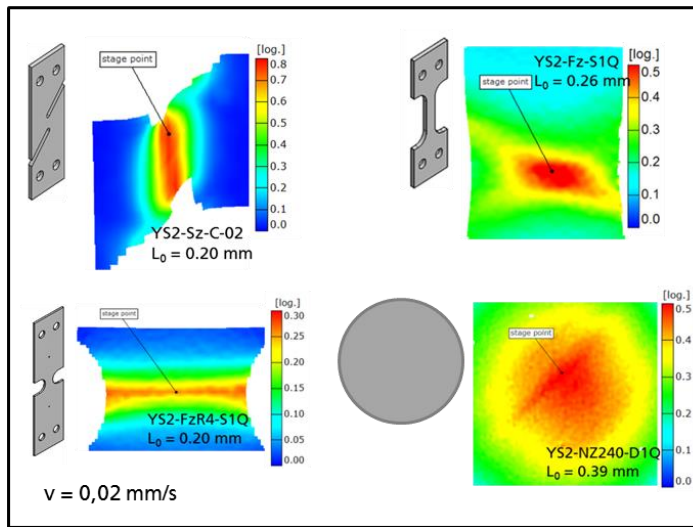 [log.]
0.8
0.7
0.6
0.5
0.4
0.3
0.2
0.1
0.0
stage point
YS2-Sz-C-02
L₀ = 0.20 mm
YS2-Fz-S1Q
L₀ = 0.26 mm
[log.]
0.5
0.4
0.3
0.2
0.1
0.0
stage point
[log.]
0.30
0.25
0.20
0.15
0.10
0.05
0.00
stage point
YS2-FzR4-S1Q
L₀ = 0.20 mm
[log.]
0.5
0.4
0.3
0.2
0.1
0.0
stage point
YS2-NZ240-D1Q
L₀ = 0.39 mm
v = 0,02 mm/s